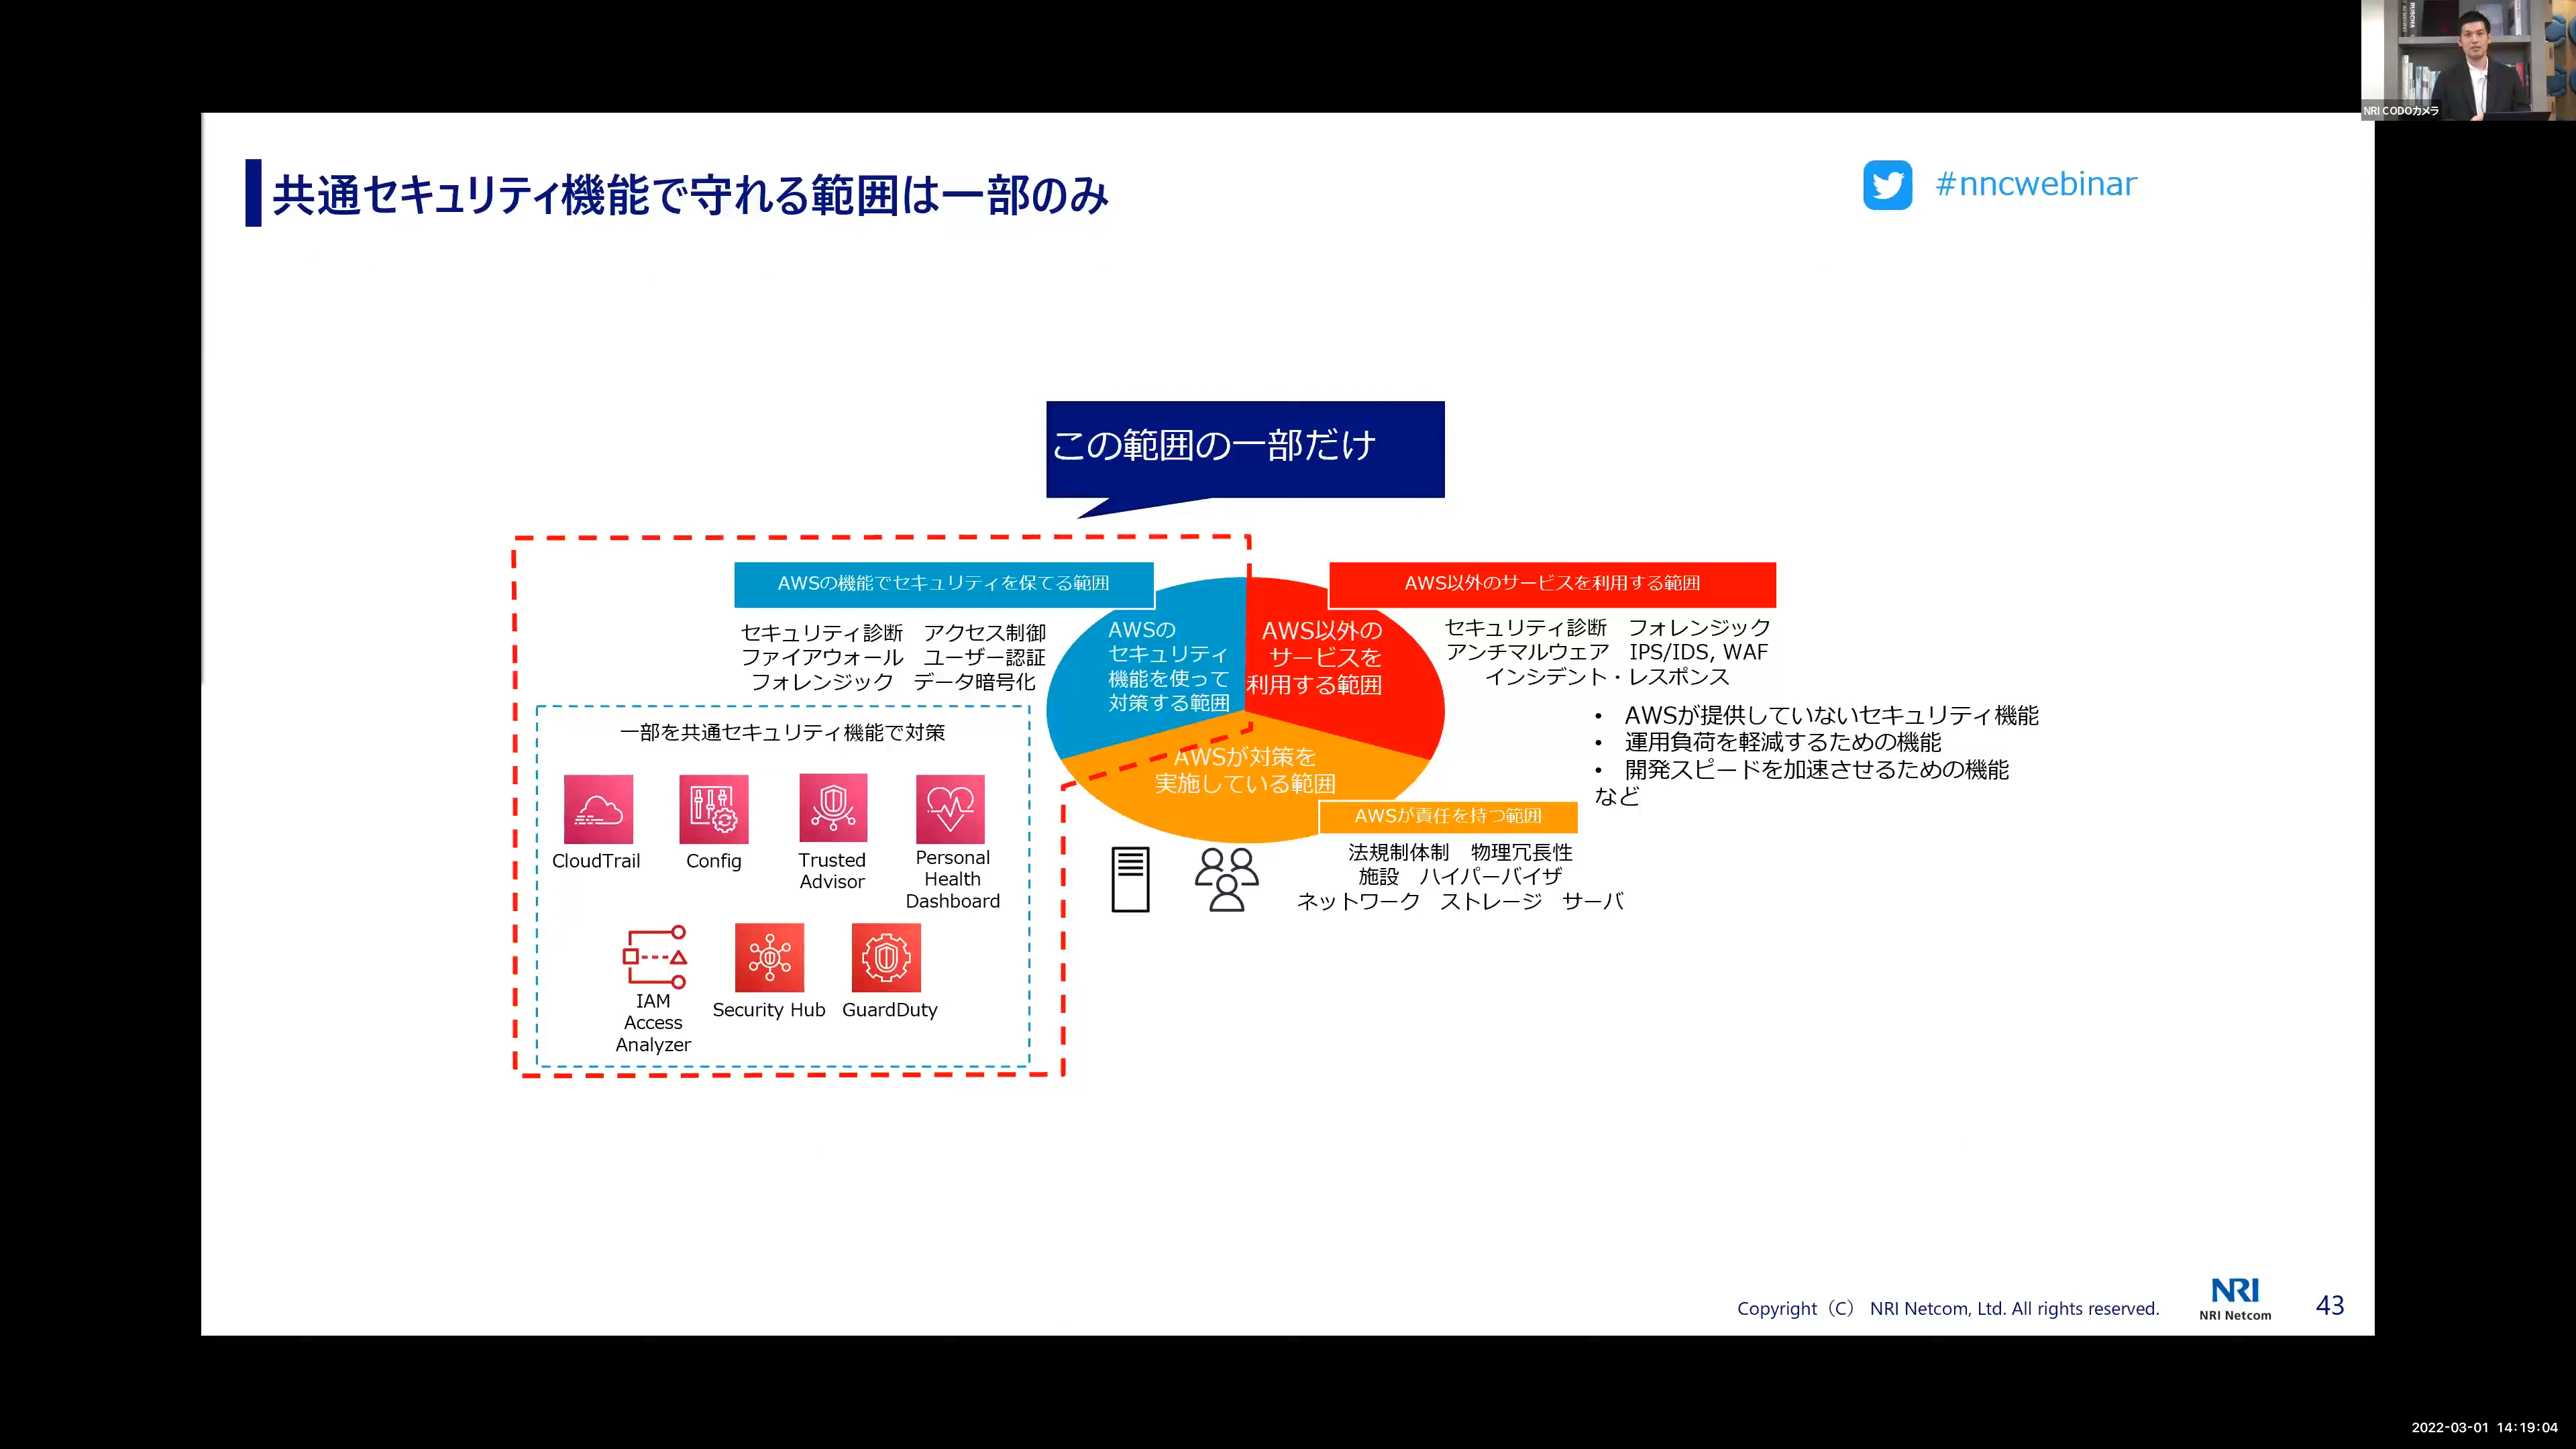 NRI CODOカメラ
共通セキュリティ機能で守れる範囲は一部のみ
#nncwebinar
この範囲の一部だけ
AWSの機能でセキュリティを保てる範囲
セキュリティ診断　アクセス制御
ファイアウォール　ユーザー認証
フォレンジック　データ暗号化
一部を共通セキュリティ機能で対策
CloudTrail
Config
Trusted
Advisor
Personal
Health
Dashboard
IAM
Access
Analyzer
Security Hub
GuardDuty
AWSの
セキュリティ
機能を使って
対策する範囲
AWS以外の
サービスを
利用する範囲
AWSが対策を
実施している範囲
AWS以外のサービスを利用する範囲
セキュリティ診断　フォレンジック
アンチマルウェア　IPS/IDS, WAF
インシデント・レスポンス
• AWSが提供していないセキュリティ機能
• 運用負荷を軽減するための機能
• 開発スピードを加速させるための機能
など
AWSが責任を持つ範囲
法規制体制　物理冗長性
施設　ハイパーバイザ
ネットワーク　ストレージ　サーバ
Copyright（C） NRI Netcom, Ltd. All rights reserved.
NRI
NRI Netcom
43
2022-03-01 14:19:04